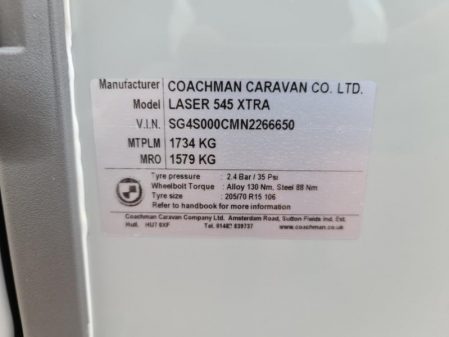 Manufacturer COACHMAN CARAVAN CO. LTD.
Model LASER 545 XTRA
V.I.N. SG4S000CMN2266650
MTPLM 1734 KG
MRO 1579 KG
Tyre pressure : 2.4 Bar / 35 Psi
Wheelbolt Torque : Alloy 130 Nm, Steel 88 Nm
Tyre size : 205/70 R15 106
Refer to handbook for more information
Coachman Caravan Company Ltd. Amsterdam Road, Sutton Fields Ind. Est.
Hull. HU7 0XF Tel. 839737 www.coachman.co.uk